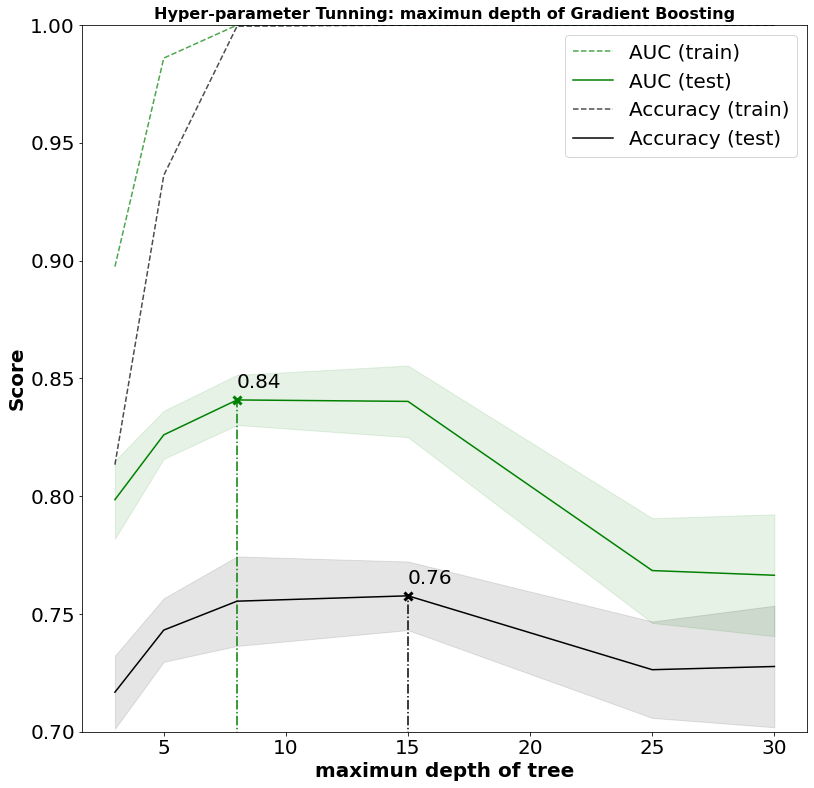 Hyper-parameter Tunning: maximun depth of Gradient Boosting
1.00
0.95
0.90
0.85
0.80
0.75
0.70
Score
AUC (train)
AUC (test)
Accuracy (train)
Accuracy (test)
0.84
0.76
5
10
15
20
25
30
maximun depth of tree